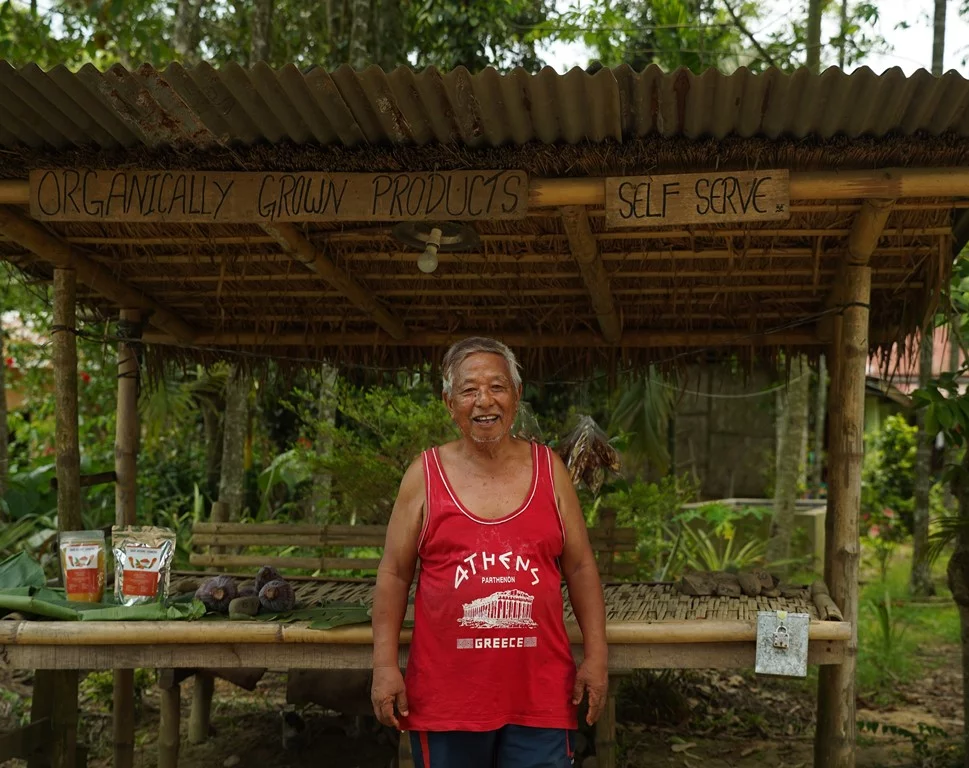 ORGANICALLY GROWN PRODUCTS
SELF SERVE
ATHENS
PARTHENON
GREECE